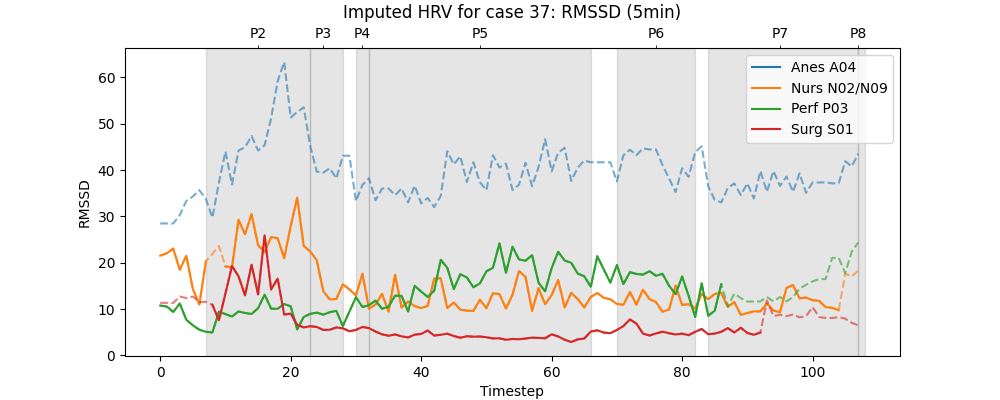 Imputed HRV for case 37: RMSSD (5min)
P2 P3 P4 P5 P6 P7 P8
Anes A04
Nurs N02/N09
Perf P03
Surg S01
RMSSD
60
50
40
30
20
10
0
0 20 40 60 80 100
Timestep